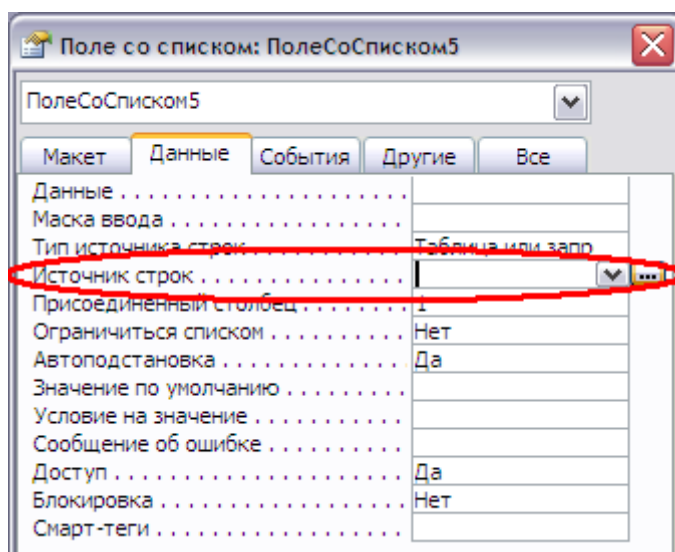 Поле со списком: ПолеСоСписком5
ПолеСоСписком5
Макет Данные События Другие Все
Данные . . . . . . . . . . . . . . . . . . . . .
Маска ввода . . . . . . . . . . . . . . . . .
Тип источника строк . . . . . . . . . . . Таблица или запр
Источник строк . . . . . . . . . . . . . . .
Присоединенный столбец . . . . . . . 1
Ограничиться списком . . . . . . . . . . Нет
Автоподстановка . . . . . . . . . . . . . Да
Значение по умолчанию . . . . . . . . .
Условие на значение . . . . . . . . . . .
Сообщение об ошибке . . . . . . . . . .
Доступ . . . . . . . . . . . . . . . . . . . . . Да
Блокировка . . . . . . . . . . . . . . . . . . Нет
Смарт-теги . . . . . . . . . . . . . . . . . .